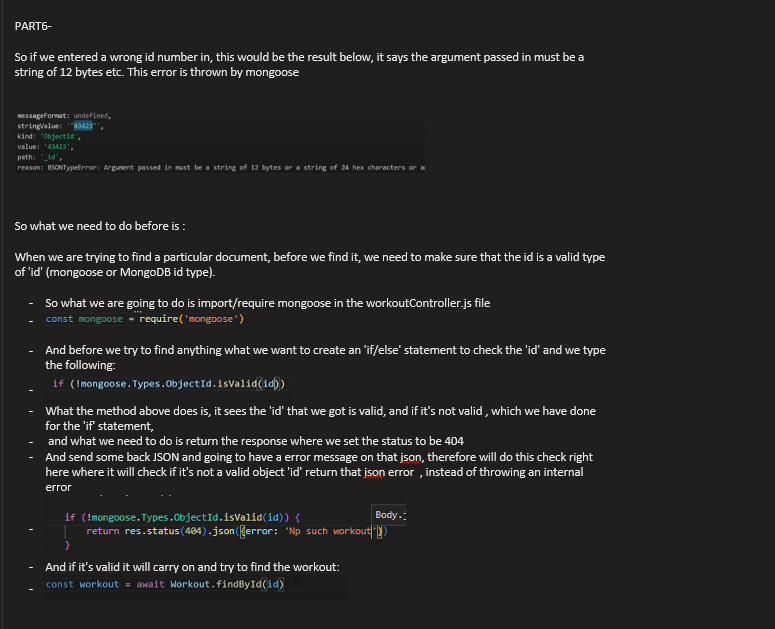 PART6-
So if we entered a wrong id number in, this would be the result below, it says the argument passed in must be a
string of 12 bytes etc. This error is thrown by mongoose
messageFormat: undefined,
stringValue: '"43423"',
kind: 'ObjectId',
value: '43423',
path: '_id',
reason: BSONTypeError: Argument passed in must be a string of 12 bytes or a string of 24 hex characters or a
So what we need to do before is :
When we are trying to find a particular document, before we find it, we need to make sure that the id is a valid type
of 'id' (mongoose or MongoDB id type).
- So what we are going to do is import/require mongoose in the workoutController.js file
- const mongoose = require('mongoose')
- And before we try to find anything what we want to create an 'if/else' statement to check the 'id' and we type
the following:
- if (!mongoose.Types.ObjectId.isValid(id))
- What the method above does is, it sees the 'id' that we got is valid, and if it's not valid , which we have done
for the 'if' statement,
- and what we need to do is return the response where we set the status to be 404
- And send some back JSON and going to have a error message on that json, therefore will do this check right
here where it will check if it's not a valid object 'id' return that json error , instead of throwing an internal
error
if (!mongoose.Types.ObjectId.isValid(id)) { Body.
- return res.status(404).json({error: 'Np such workout'})
}
- And if it's valid it will carry on and try to find the workout:
- const workout = await Workout.findById(id)